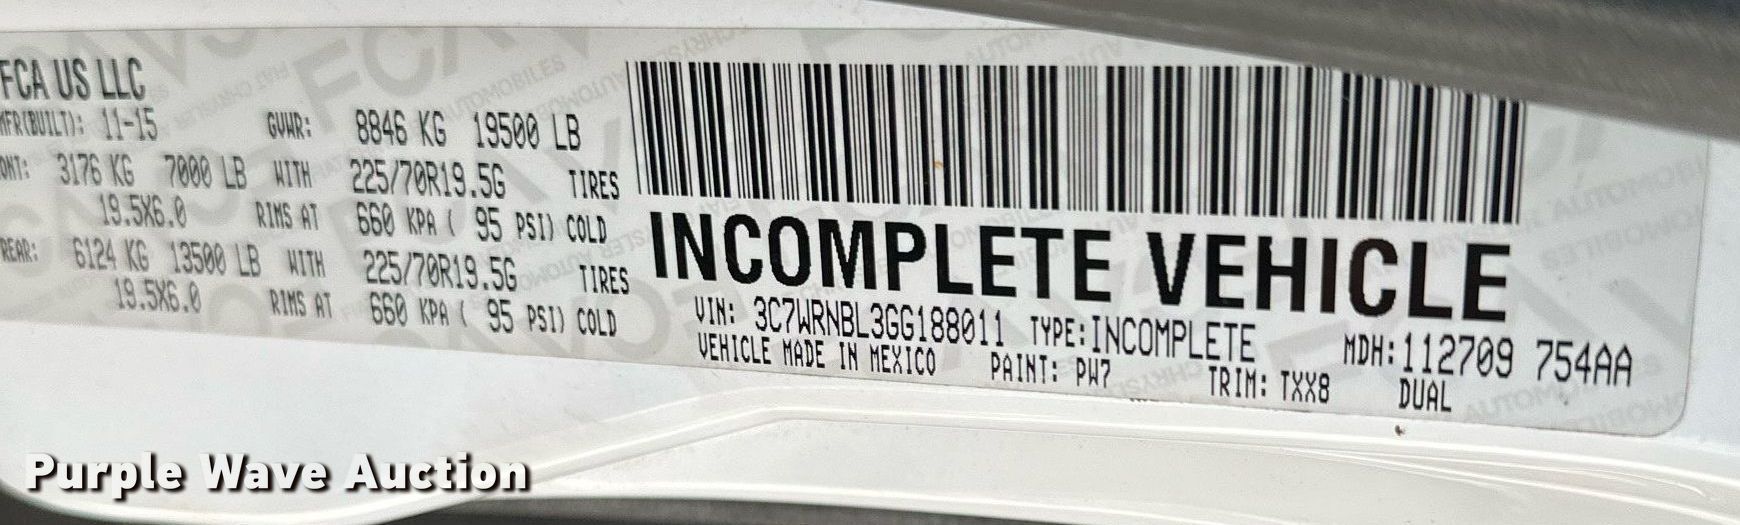 FCA US LLC
MFR(BUILT): 11-15 GVWR: 8846 KG 19500 LB
ONT: 3176 KG 7000 LB WITH 225/70R19.5G TIRES
19.5X6.0 RIMS AT 660 KPA ( 95 PSI) COLD
REAR: 6124 KG 13500 LB WITH 225/70R19.5G TIRES
19.5X6.0 RIMS AT 660 KPA ( 95 PSI) COLD
INCOMPLETE VEHICLE
VIN: 3C7WRNBL3GG188011 TYPE:INCOMPLETE MDH:112709 754AA
VEHICLE MADE IN MEXICO PAINT: PW7 TRIM: TXX8 DUAL
Purple Wave Auction